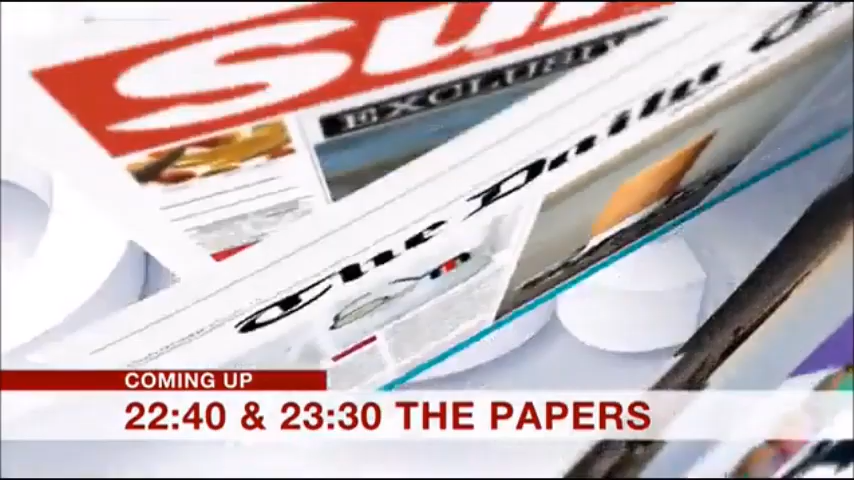 Sun
EXCLUSIVE
The Daily
COMING UP
22:40 & 23:30 THE PAPERS